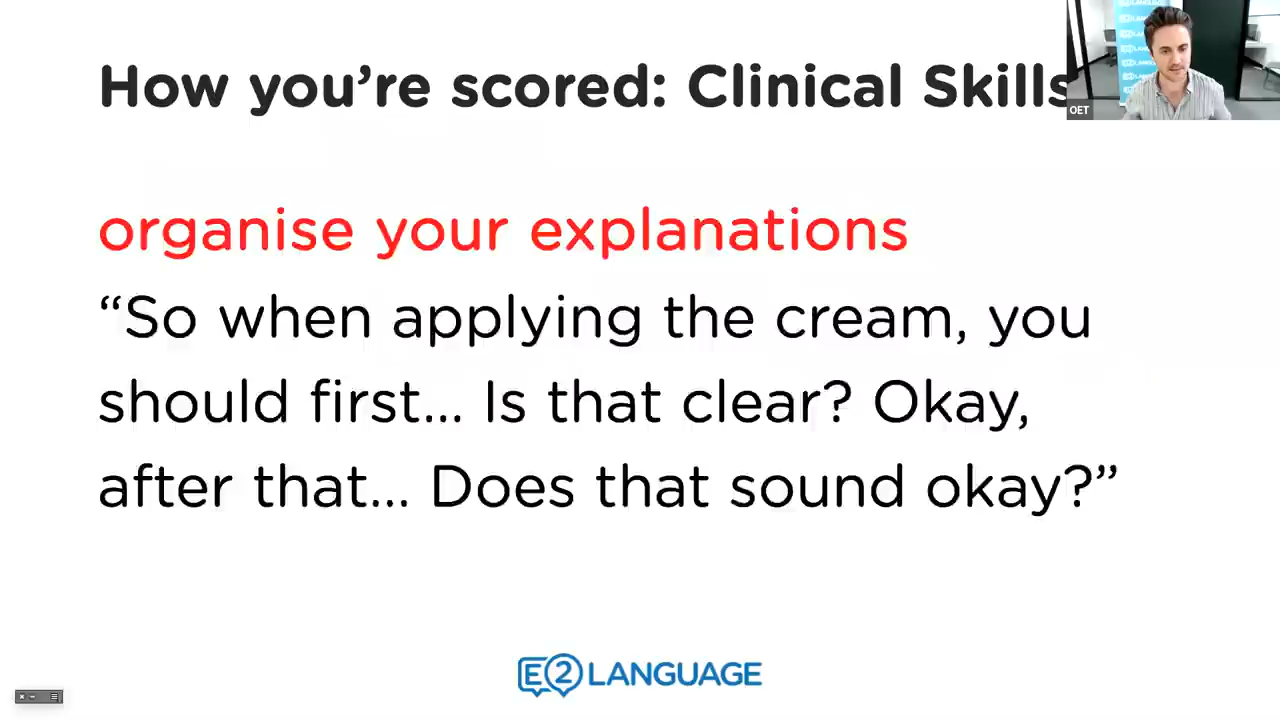 How you're scored: Clinical Skills
OET
organise your explanations
“So when applying the cream, you
should first... Is that clear? Okay,
after that... Does that sound okay?”
E2 LANGUAGE